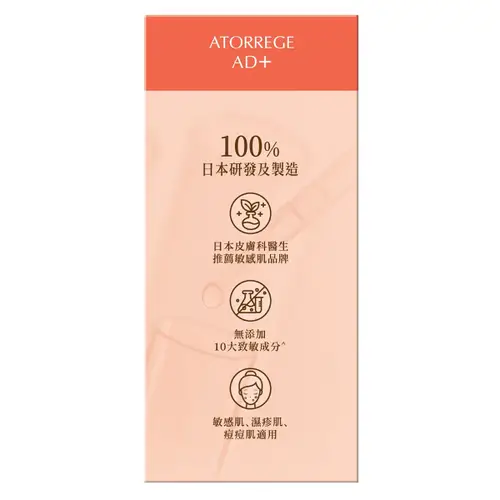 ATORREGE
AD+
100%
日本研發及製造
日本皮膚科醫生
推薦敏感肌品牌
無添加
10大致敏成分^
敏感肌、濕疹肌、
痘痘肌適用